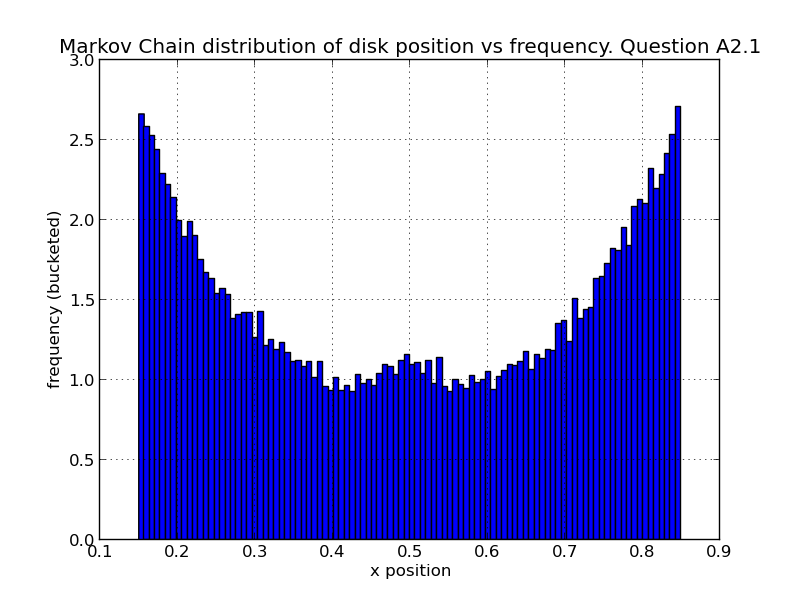 Markov Chain distribution of disk position vs frequency. Question A2.1
3.0
2.5
2.0
1.5
1.0
0.5
0.0
frequency (bucketed)
0.1 0.2 0.3 0.4 0.5 0.6 0.7 0.8 0.9
x position